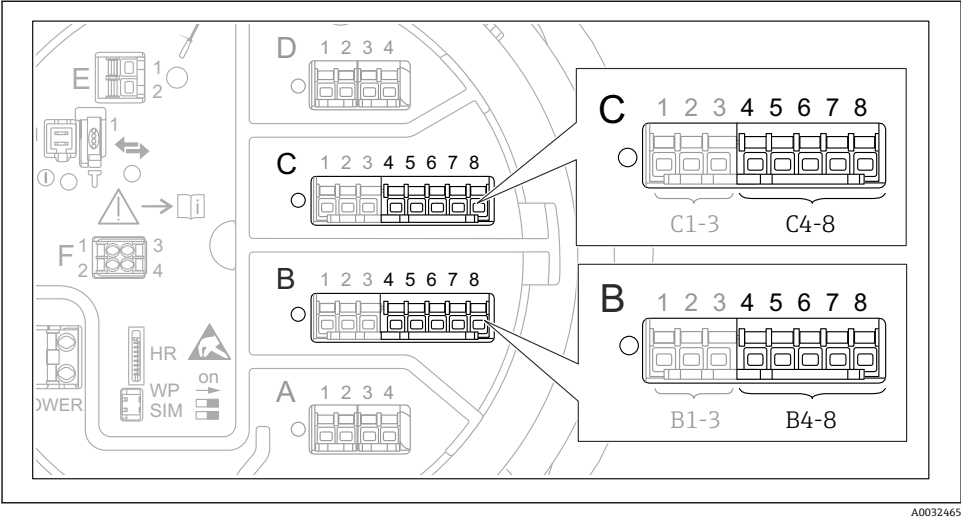 D 1 2 3 4
E 1
2
1
C 1 2 3 4 5 6 7 8
C 1 2 3 4 5 6 7 8
C1-3 C4-8
i
F 1 3
2 4
B 1 2 3 4 5 6 7 8
B 1 2 3 4 5 6 7 8
B1-3 B4-8
HR
on
WP
SIM
OWER
A 1 2 3 4
A0032465